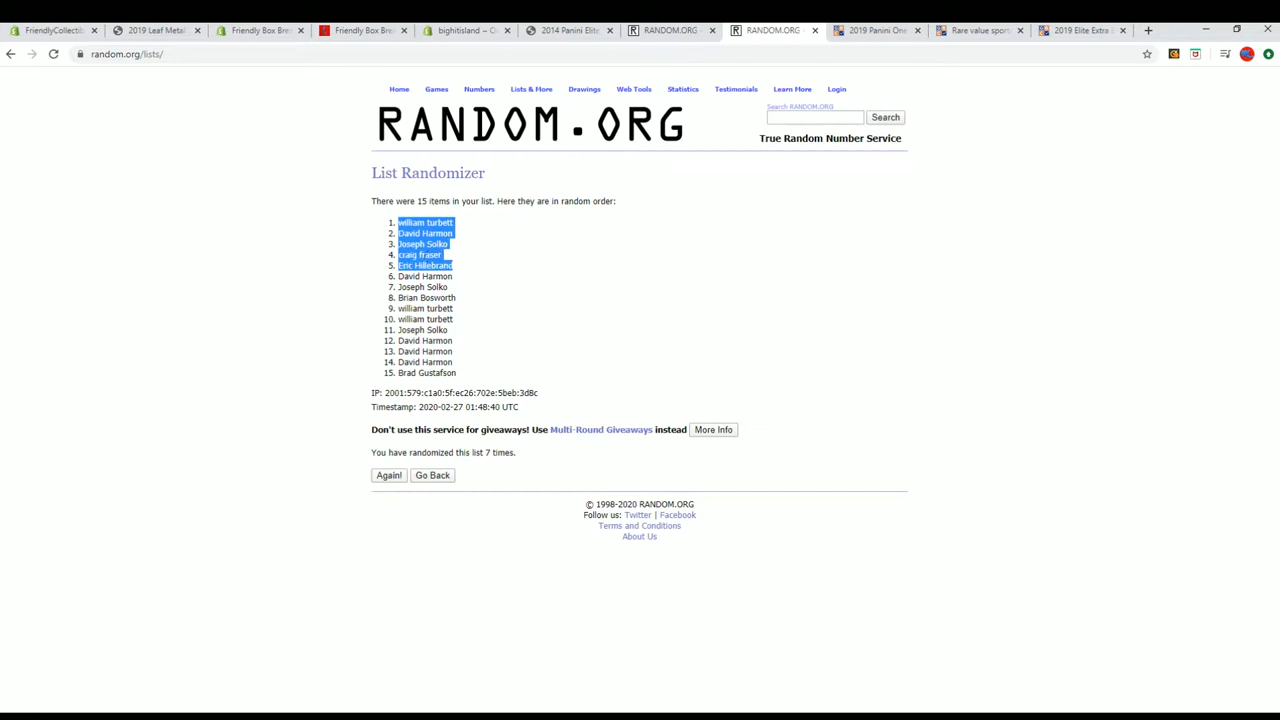 FriendlyCollectib
2019 Leaf Metal
Friendly Box Bre
Friendly Box Bre
bighitisland – O
2014 Panini Elite
RANDOM.ORG -
RANDOM.ORG -
2019 Panini One
Rare value sport
2019 Elite Extra E
random.org/lists/
Home Games Numbers Lists & More Drawings Web Tools Statistics Testimonials Learn More Login
RANDOM.ORG
Search RANDOM.ORG
Search
True Random Number Service
List Randomizer
There were 15 items in your list. Here they are in random order:
1. william turbett
2. David Harmon
3. Joseph Solko
4. craig fraser
5. Eric Hillebrand
6. David Harmon
7. Joseph Solko
8. Brian Bosworth
9. william turbett
10. william turbett
11. Joseph Solko
12. David Harmon
13. David Harmon
14. David Harmon
15. Brad Gustafson
IP: 2001:579:c1a0:5f:ec26:702e:5beb:3d8c
Timestamp: 2020-02-27 01:48:40 UTC
Don't use this service for giveaways! Use Multi-Round Giveaways instead More Info
You have randomized this list 7 times.
Again! Go Back
© 1998-2020 RANDOM.ORG
Follow us: Twitter | Facebook
Terms and Conditions
About Us